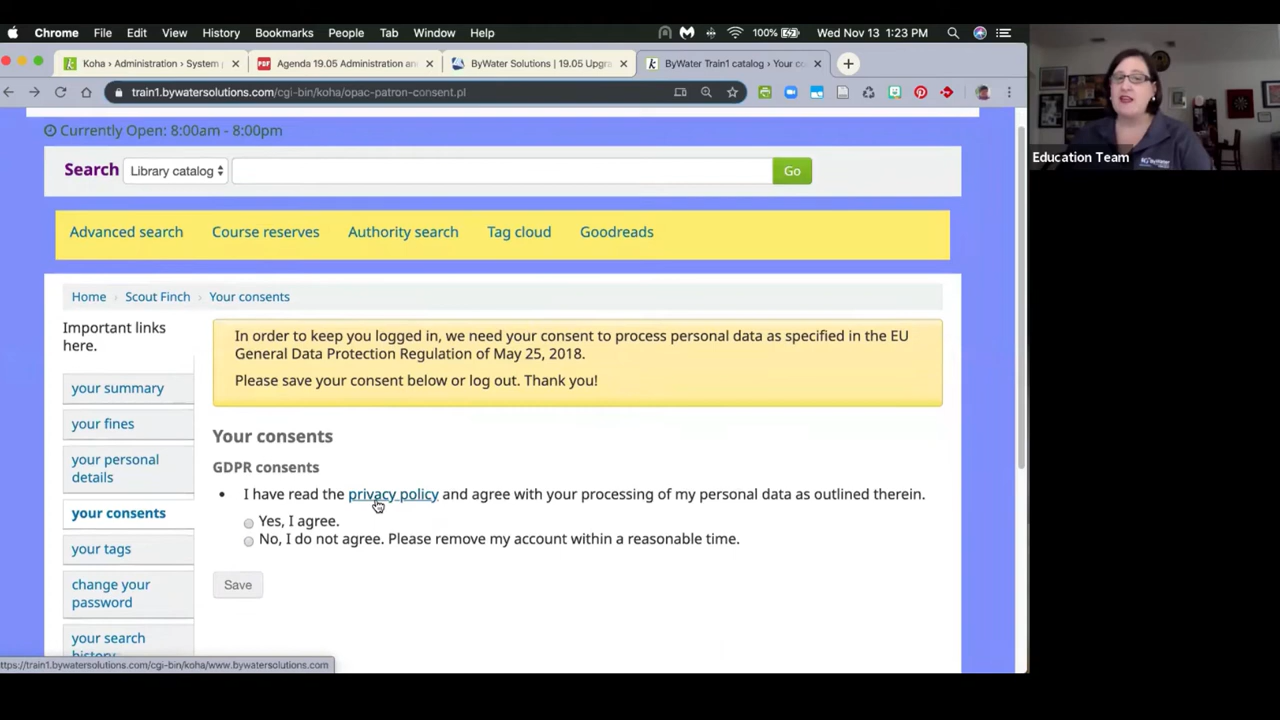 Chrome File Edit View History Bookmarks People Tab Window Help 100% Wed Nov 13 1:23 PM
Koha › Administration › System
Agenda 19.05 Administration an
ByWater Solutions | 19.05 Upgra
ByWater Train1 catalog › Your co
train1.bywatersolutions.com/cgi-bin/koha/opac-patron-consent.pl
Education Team
Currently Open: 8:00am - 8:00pm
Search Library catalog Go
Advanced search Course reserves Authority search Tag cloud Goodreads
Home › Scout Finch › Your consents
Important links
here.
your summary
your fines
your personal
details
your consents
your tags
change your
password
your search
history
In order to keep you logged in, we need your consent to process personal data as specified in the EU
General Data Protection Regulation of May 25, 2018.
Please save your consent below or log out. Thank you!
Your consents
GDPR consents
I have read the privacy policy and agree with your processing of my personal data as outlined therein.
Yes, I agree.
No, I do not agree. Please remove my account within a reasonable time.
Save
https://train1.bywatersolutions.com/cgi-bin/koha/www.bywatersolutions.com